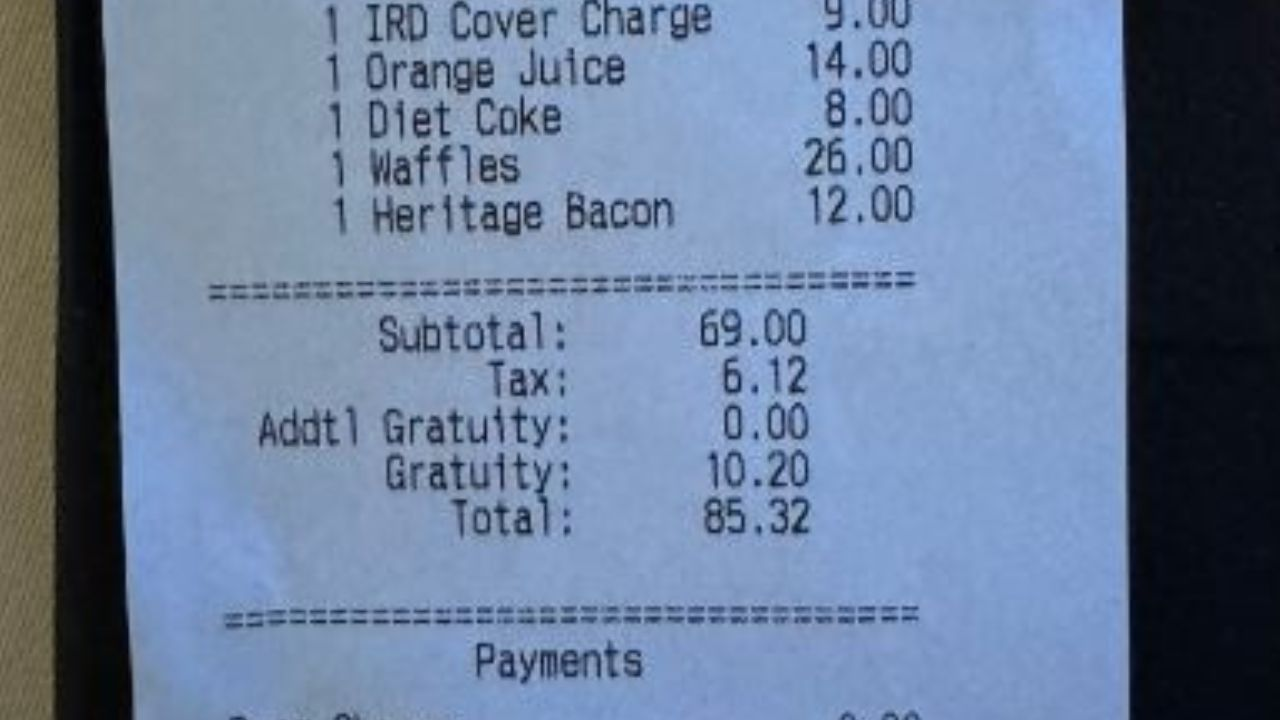 1 IRD Cover Charge 9.00
1 Orange Juice 14.00
1 Diet Coke 8.00
1 Waffles 26.00
1 Heritage Bacon 12.00
==================================
Subtotal: 69.00
Tax: 6.12
Addtl Gratuity: 0.00
Gratuity: 10.20
Total: 85.32
==================================
Payments